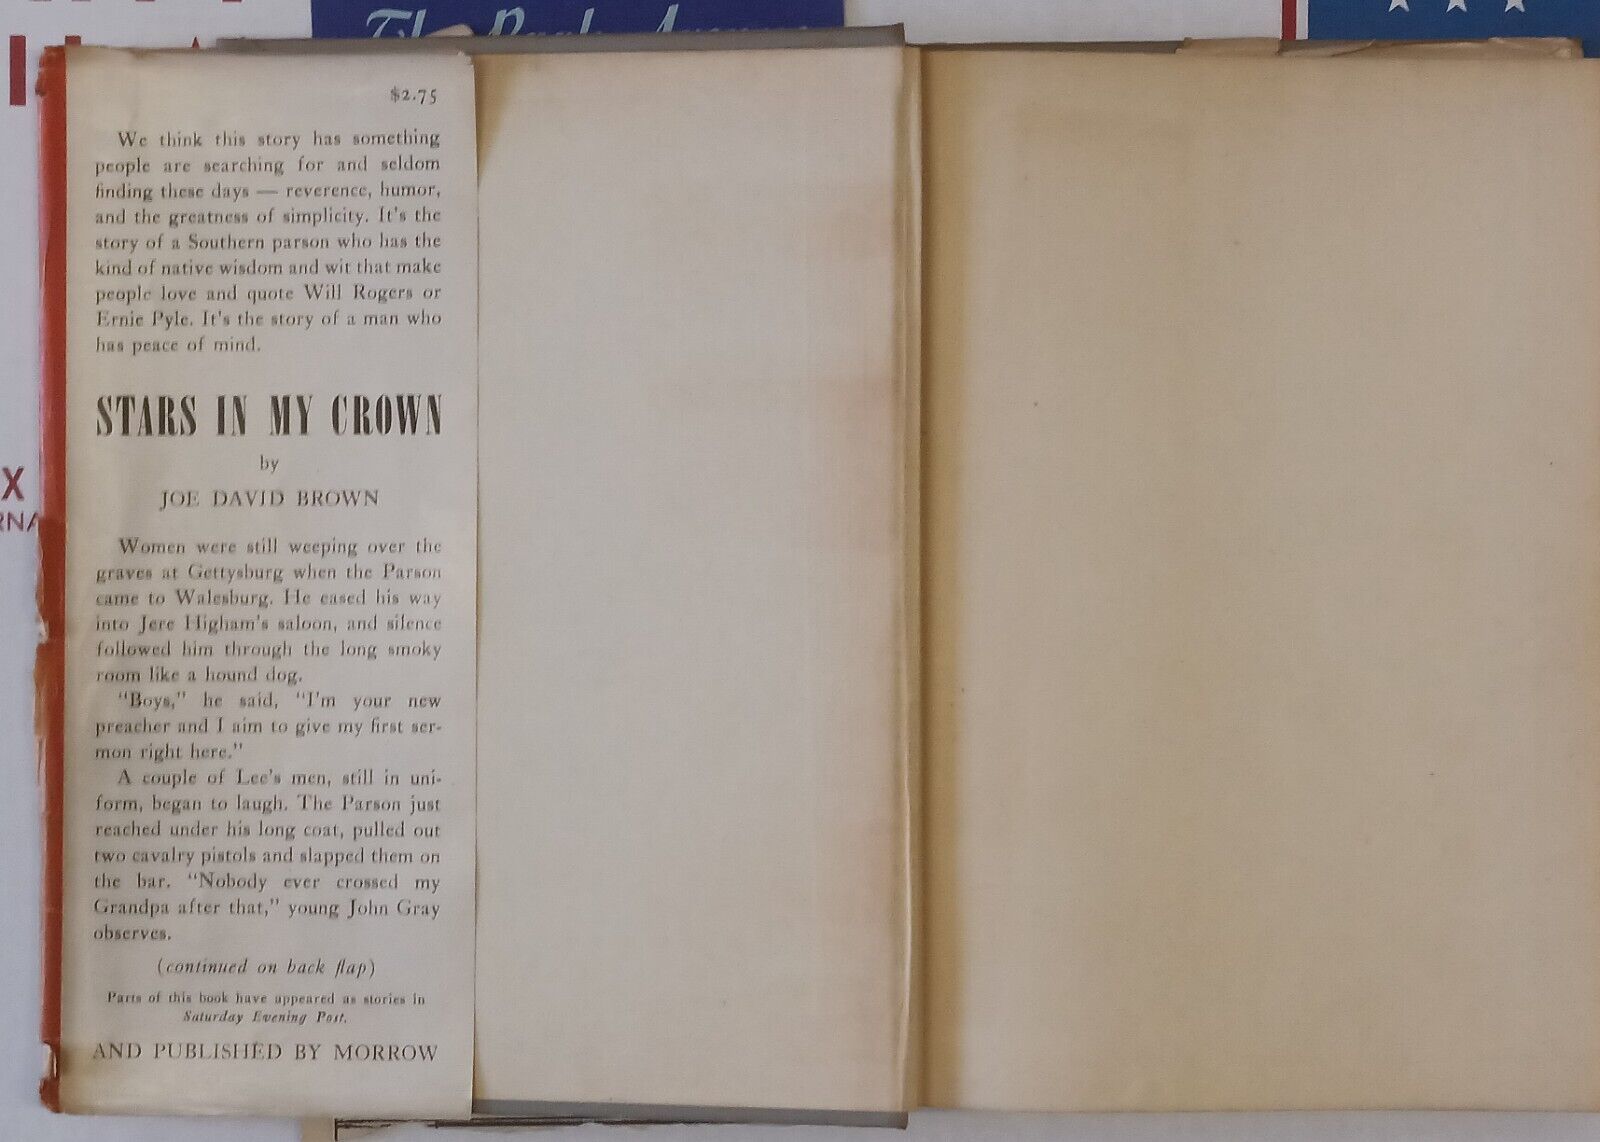 $2.75
We think this story has something
people are searching for and seldom
finding these days — reverence, humor,
and the greatness of simplicity. It's the
story of a Southern parson who has the
kind of native wisdom and wit that make
people love and quote Will Rogers or
Ernie Pyle. It's the story of a man who
has peace of mind.
STARS IN MY CROWN
by
JOE DAVID BROWN
Women were still weeping over the
graves at Gettysburg when the Parson
came to Walesburg. He eased his way
into Jere Higham's saloon, and silence
followed him through the long smoky
room like a hound dog.
"Boys," he said, "I'm your new
preacher and I aim to give my first ser-
mon right here."
A couple of Lee's men, still in uni-
form, began to laugh. The Parson just
reached under his long coat, pulled out
two cavalry pistols and slapped them on
the bar. "Nobody ever crossed my
Grandpa after that," young John Gray
observes.
(continued on back flap)
Parts of this book have appeared as stories in
Saturday Evening Post.
AND PUBLISHED BY MORROW